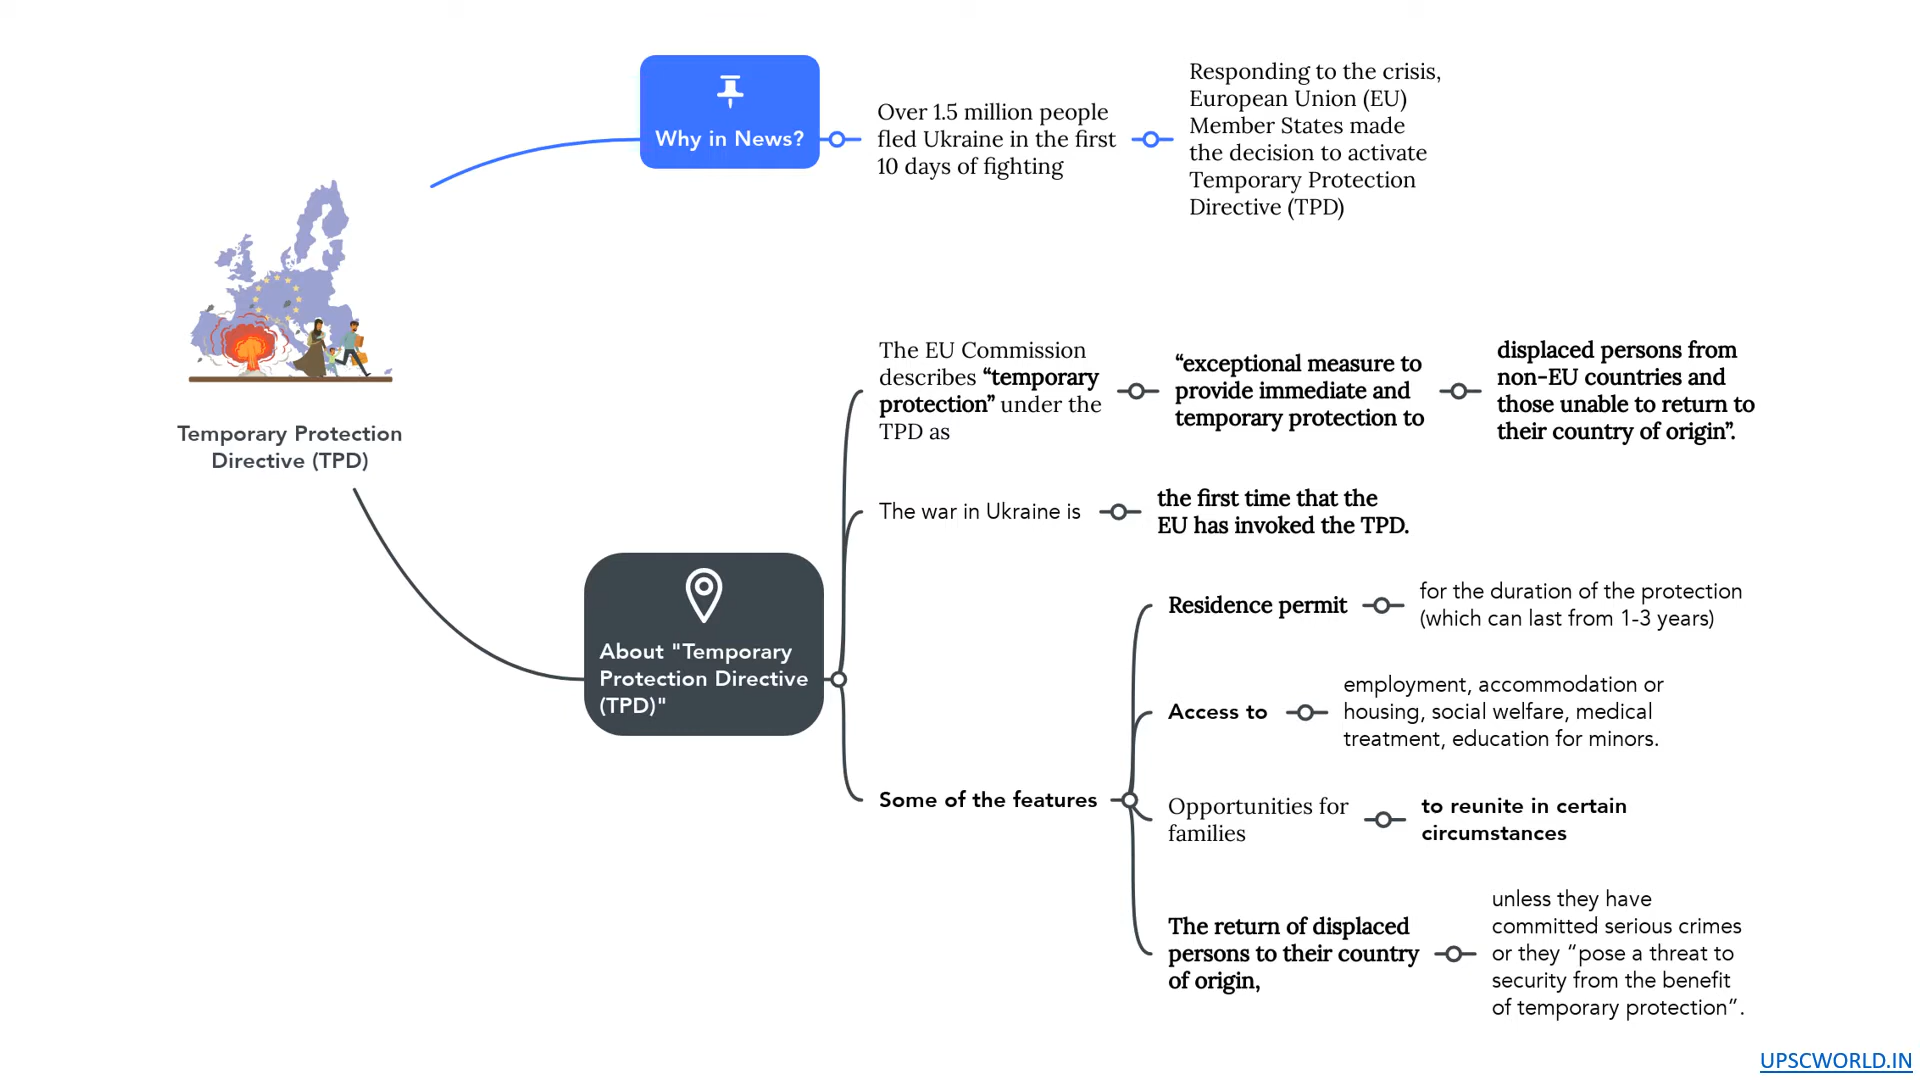 Temporary Protection
Directive (TPD)
Why in News?
Over 1.5 million people
fled Ukraine in the first
10 days of fighting
Responding to the crisis,
European Union (EU)
Member States made
the decision to activate
Temporary Protection
Directive (TPD)
About "Temporary
Protection Directive
(TPD)"
The EU Commission
describes “temporary
protection” under the
TPD as
“exceptional measure to
provide immediate and
temporary protection to
displaced persons from
non-EU countries and
those unable to return to
their country of origin”.
The war in Ukraine is
the first time that the
EU has invoked the TPD.
Some of the features
Residence permit
for the duration of the protection
(which can last from 1-3 years)
Access to
employment, accommodation or
housing, social welfare, medical
treatment, education for minors.
Opportunities for
families
to reunite in certain
circumstances
The return of displaced
persons to their country
of origin,
unless they have
committed serious crimes
or they “pose a threat to
security from the benefit
of temporary protection”.
UPSCWORLD.IN